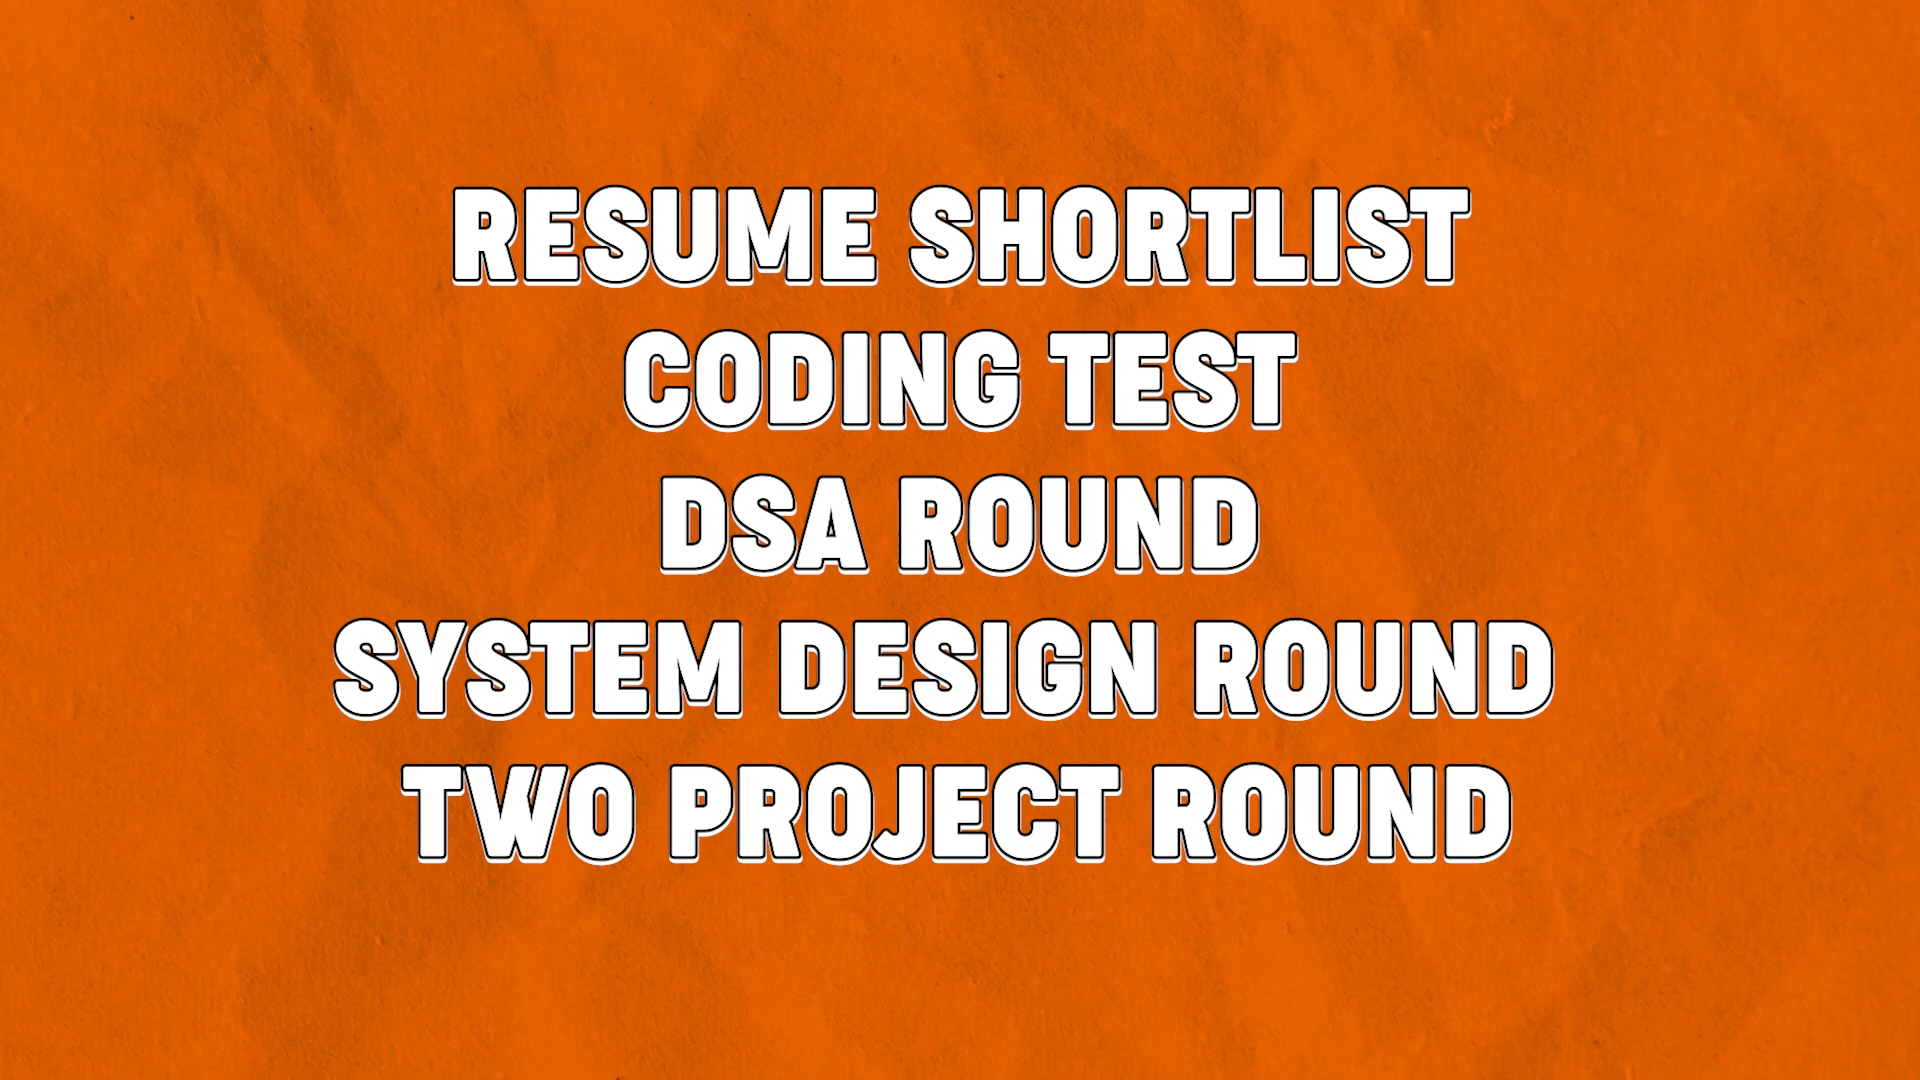 RESUME SHORTLIST
CODING TEST
DSA ROUND
SYSTEM DESIGN ROUND
TWO PROJECT ROUND